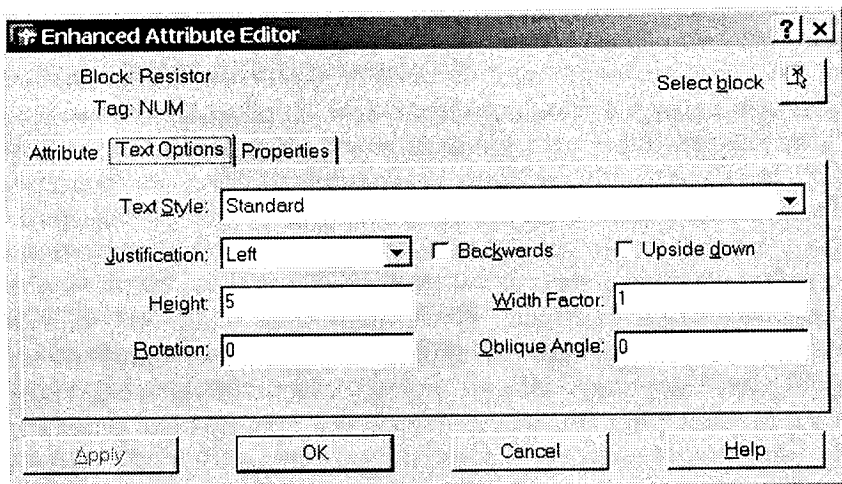 Enhanced Attribute Editor ? ×
Block: Resistor
Select block
Tag: NUM
Attribute Text Options Properties
Text Style: Standard
Justification: Left Backwards Upside down
Height: 5 Width Factor: 1
Rotation: 0 Oblique Angle: 0
Apply OK Cancel Help